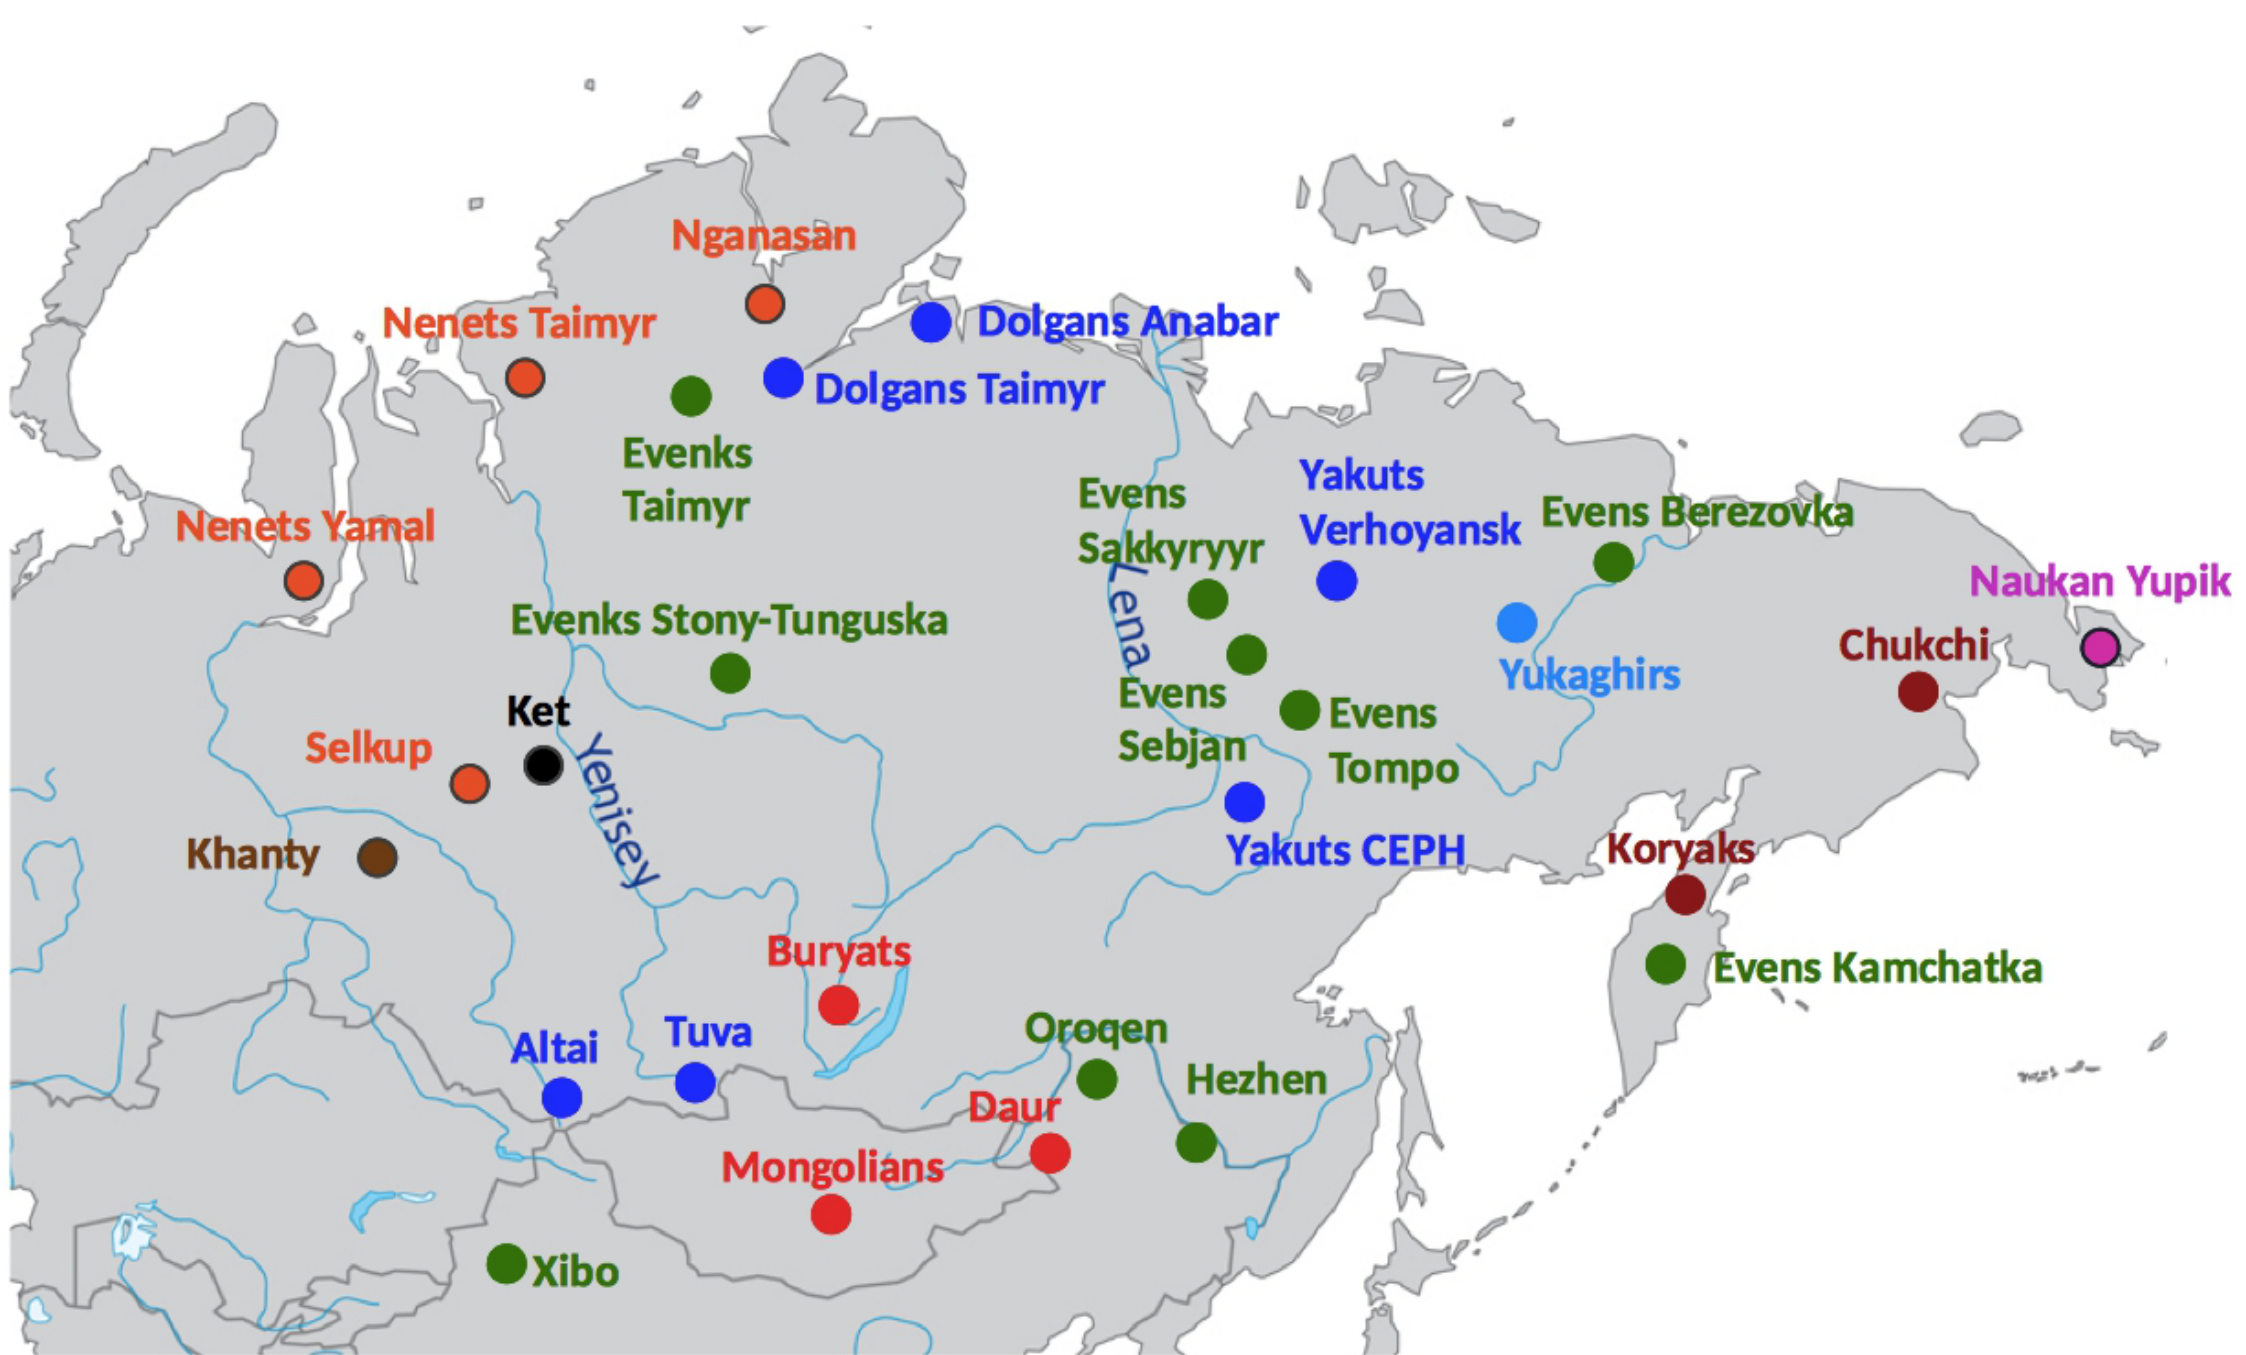 Nganasan
Nenets Taimyr
Dolgans Anabar
Dolgans Taimyr
Evenks
Taimyr
Nenets Yamal
Evens
Sakkyryyr
Yakuts
Verhoyansk
Evens Berezovka
Naukan Yupik
Evenks Stony-Tunguska
Lena
Yukaghirs
Chukchi
Ket
Selkup
Evens
Sebjan
Evens
Tompo
Yenisey
Khanty
Yakuts CEPH
Koryaks
Buryats
Evens Kamchatka
Altai
Tuva
Oroqen
Hezhen
Daur
Mongolians
Xibo